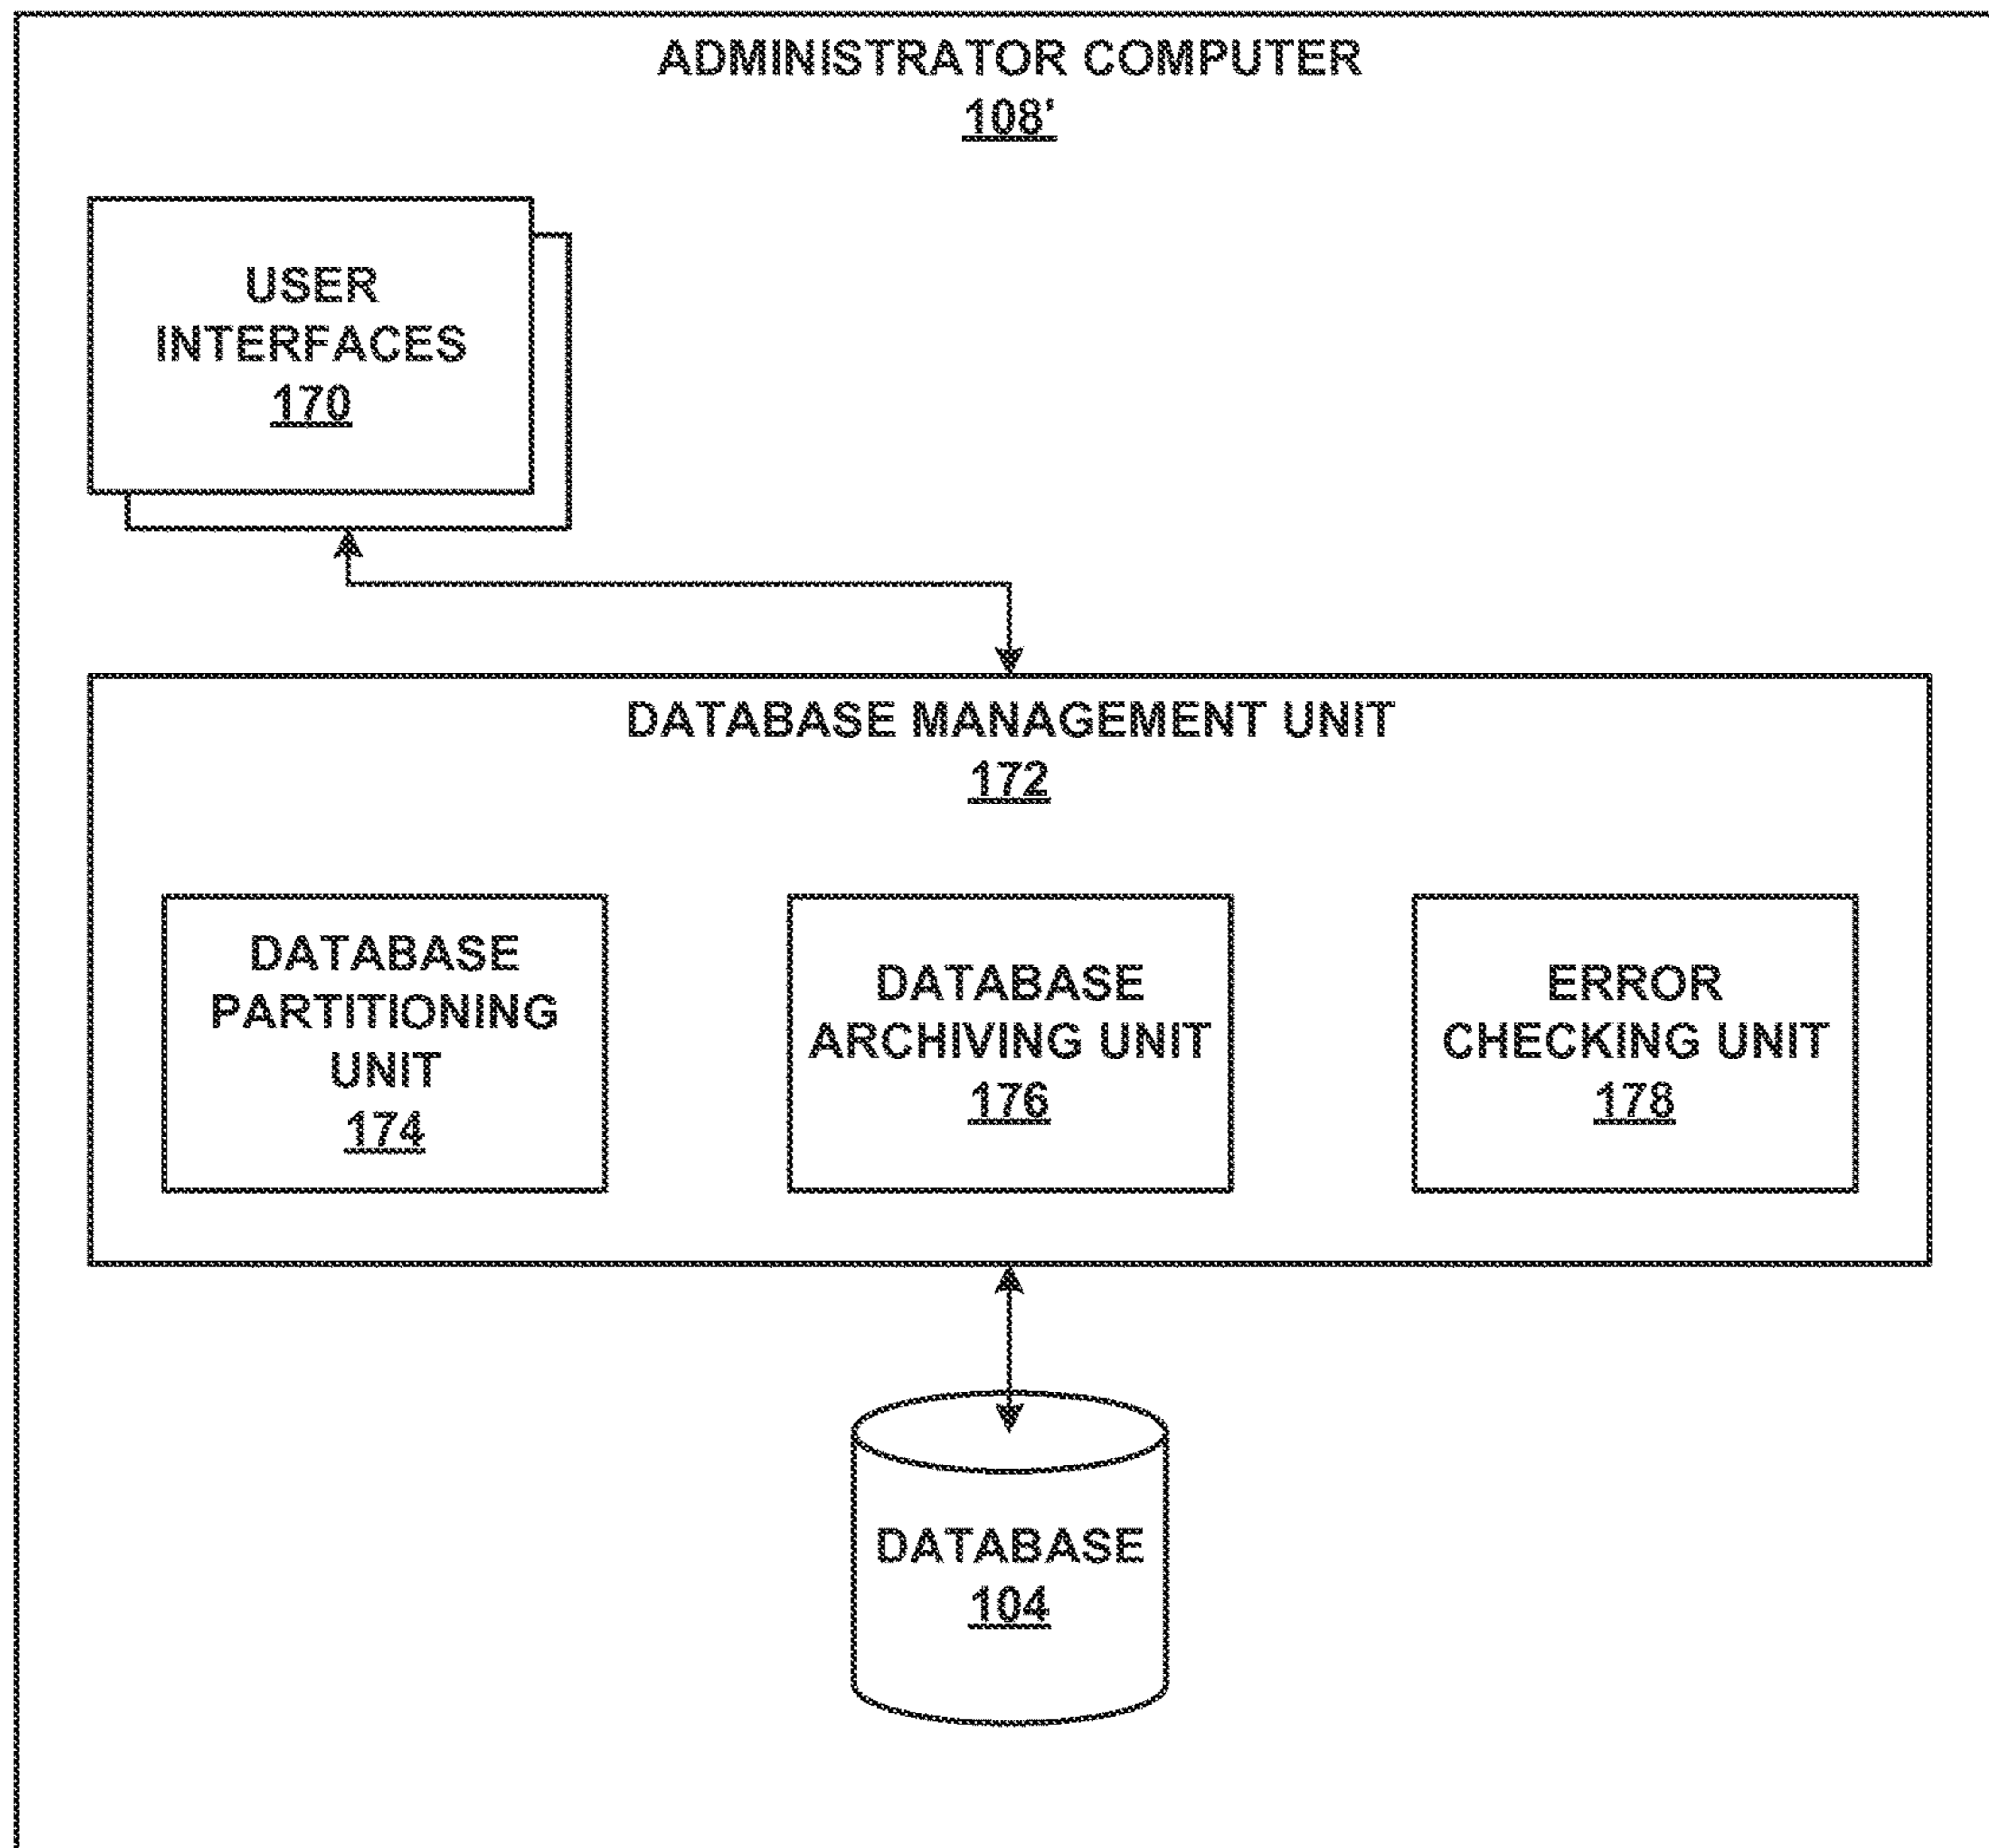 ADMINISTRATOR COMPUTER
108'
USER
INTERFACES
170
DATABASE MANAGEMENT UNIT
172
DATABASE
PARTITIONING
UNIT
174
DATABASE
ARCHIVING UNIT
176
ERROR
CHECKING UNIT
178
DATABASE
104